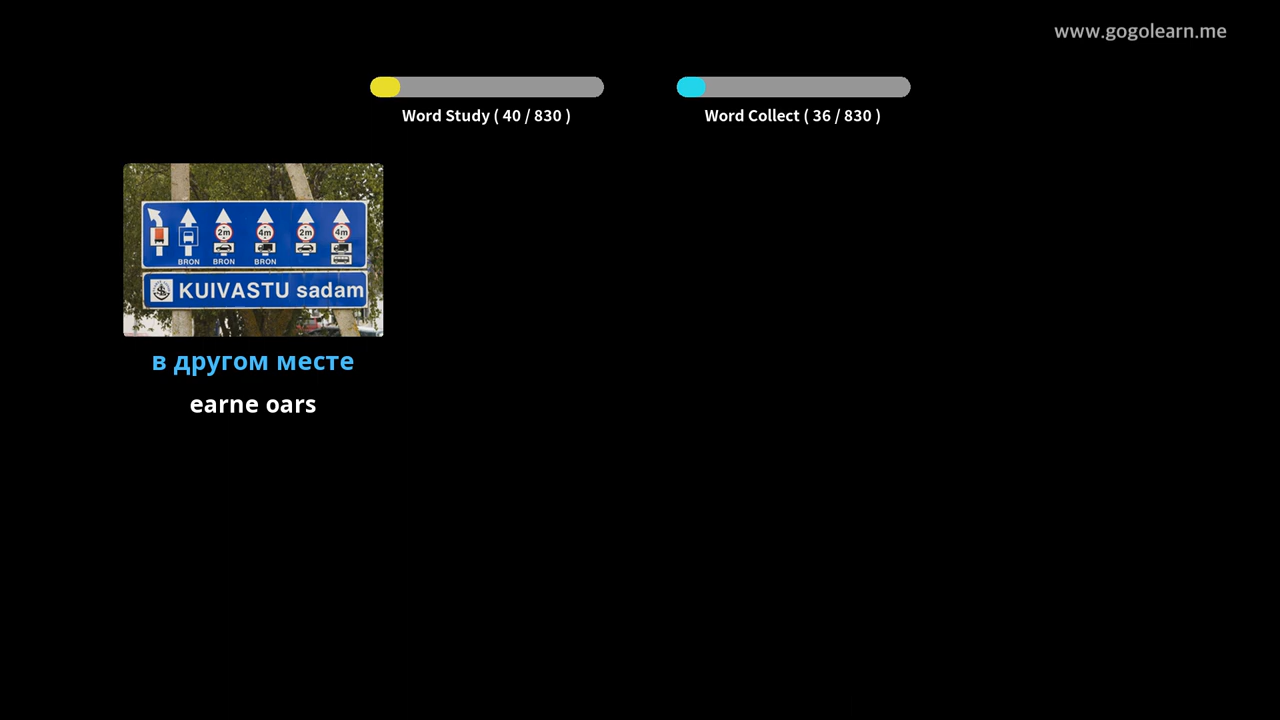 www.gogolearn.me
Word Study ( 40 / 830 )
Word Collect ( 36 / 830 )
2m 4m 2m 4m
BRON BRON BRON
KUIVASTU sadam
в другом месте
earne oars